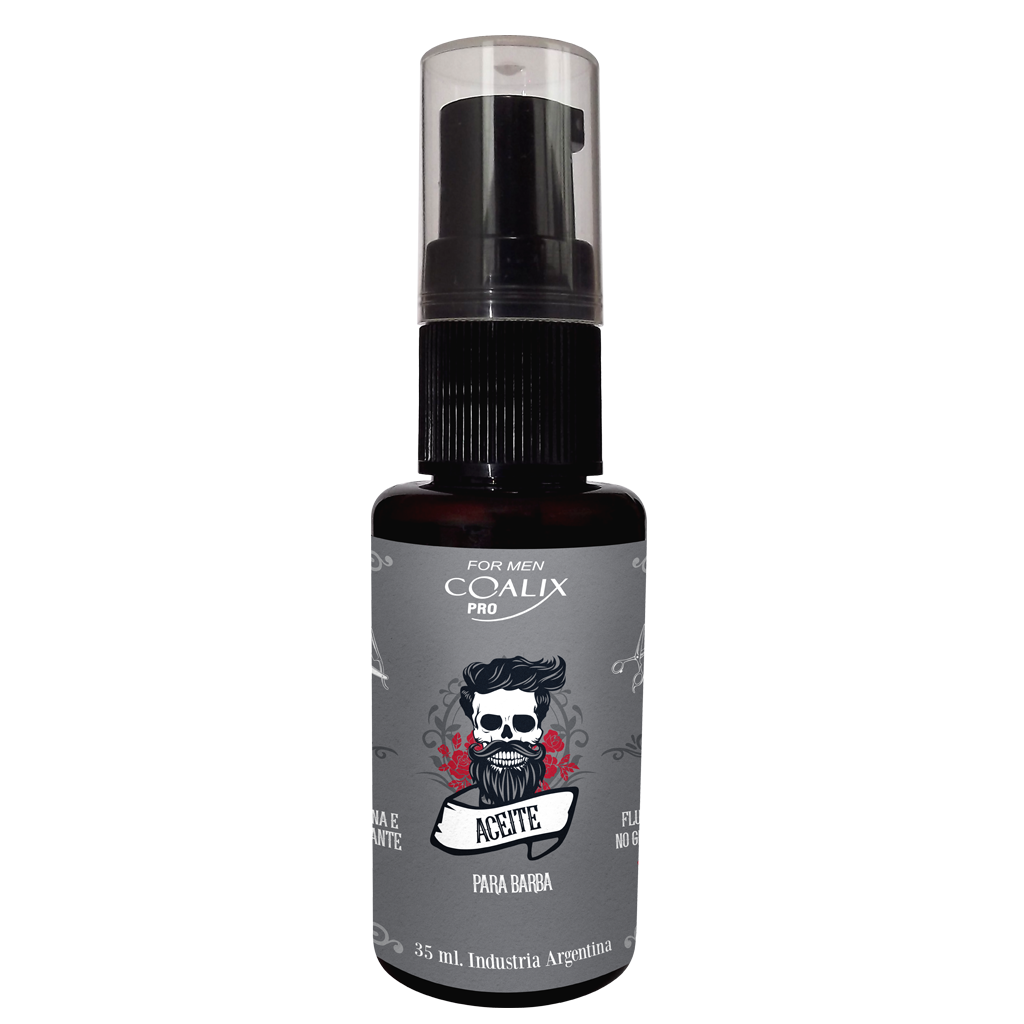 FOR MEN
COALIX
PRO
ACEITE
PARA BARBA
35 ml. Industria Argentina